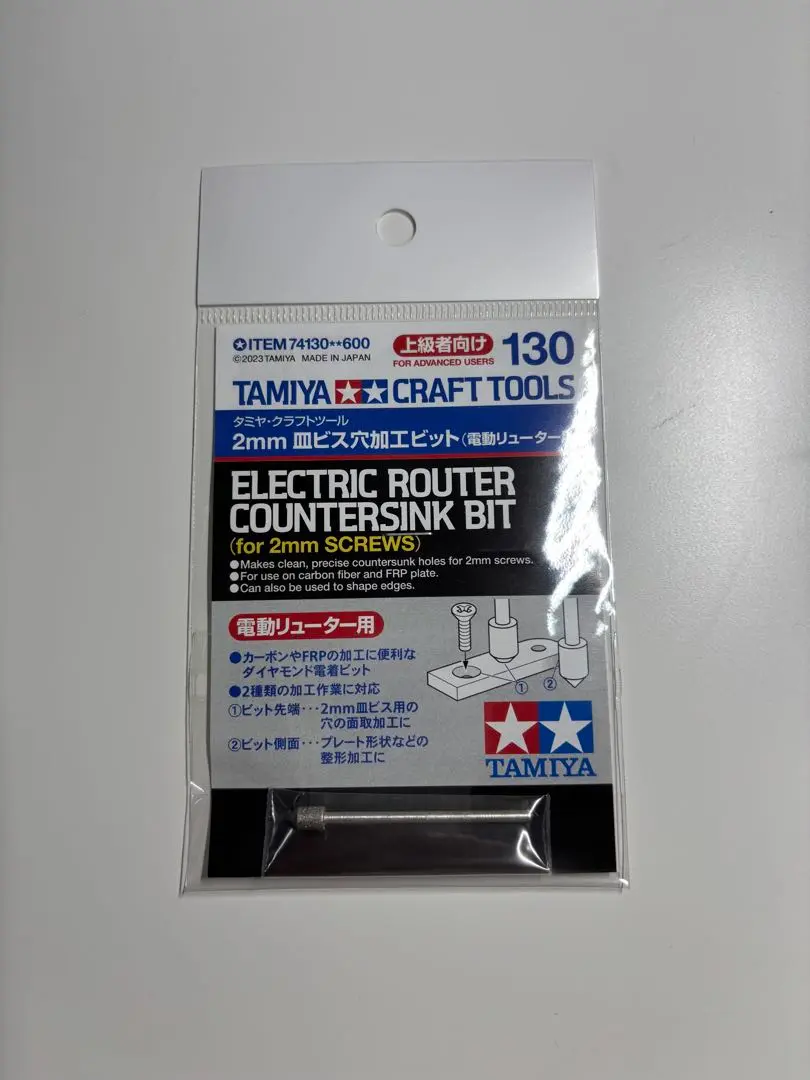 ITEM 74130**600
©2023 TAMIYA MADE IN JAPAN
上級者向け
FOR ADVANCED USERS
130
TAMIYA CRAFT TOOLS
タミヤ・クラフトツール
2mm 皿ビス穴加工ビット(電動リューター
ELECTRIC ROUTER
COUNTERSINK BIT
(for 2mm SCREWS)
●Makes clean, precise countersunk holes for 2mm screws.
●For use on carbon fiber and FRP plate.
●Can also be used to shape edges.
電動リューター用
●カーボンやFRPの加工に便利な
ダイヤモンド電着ビット
●2種類の加工作業に対応
①ビット先端・・・2mm皿ビス用の
穴の面取加工に
②ビット側面・・・プレート形状などの
整形加工に
① ②
TAMIYA